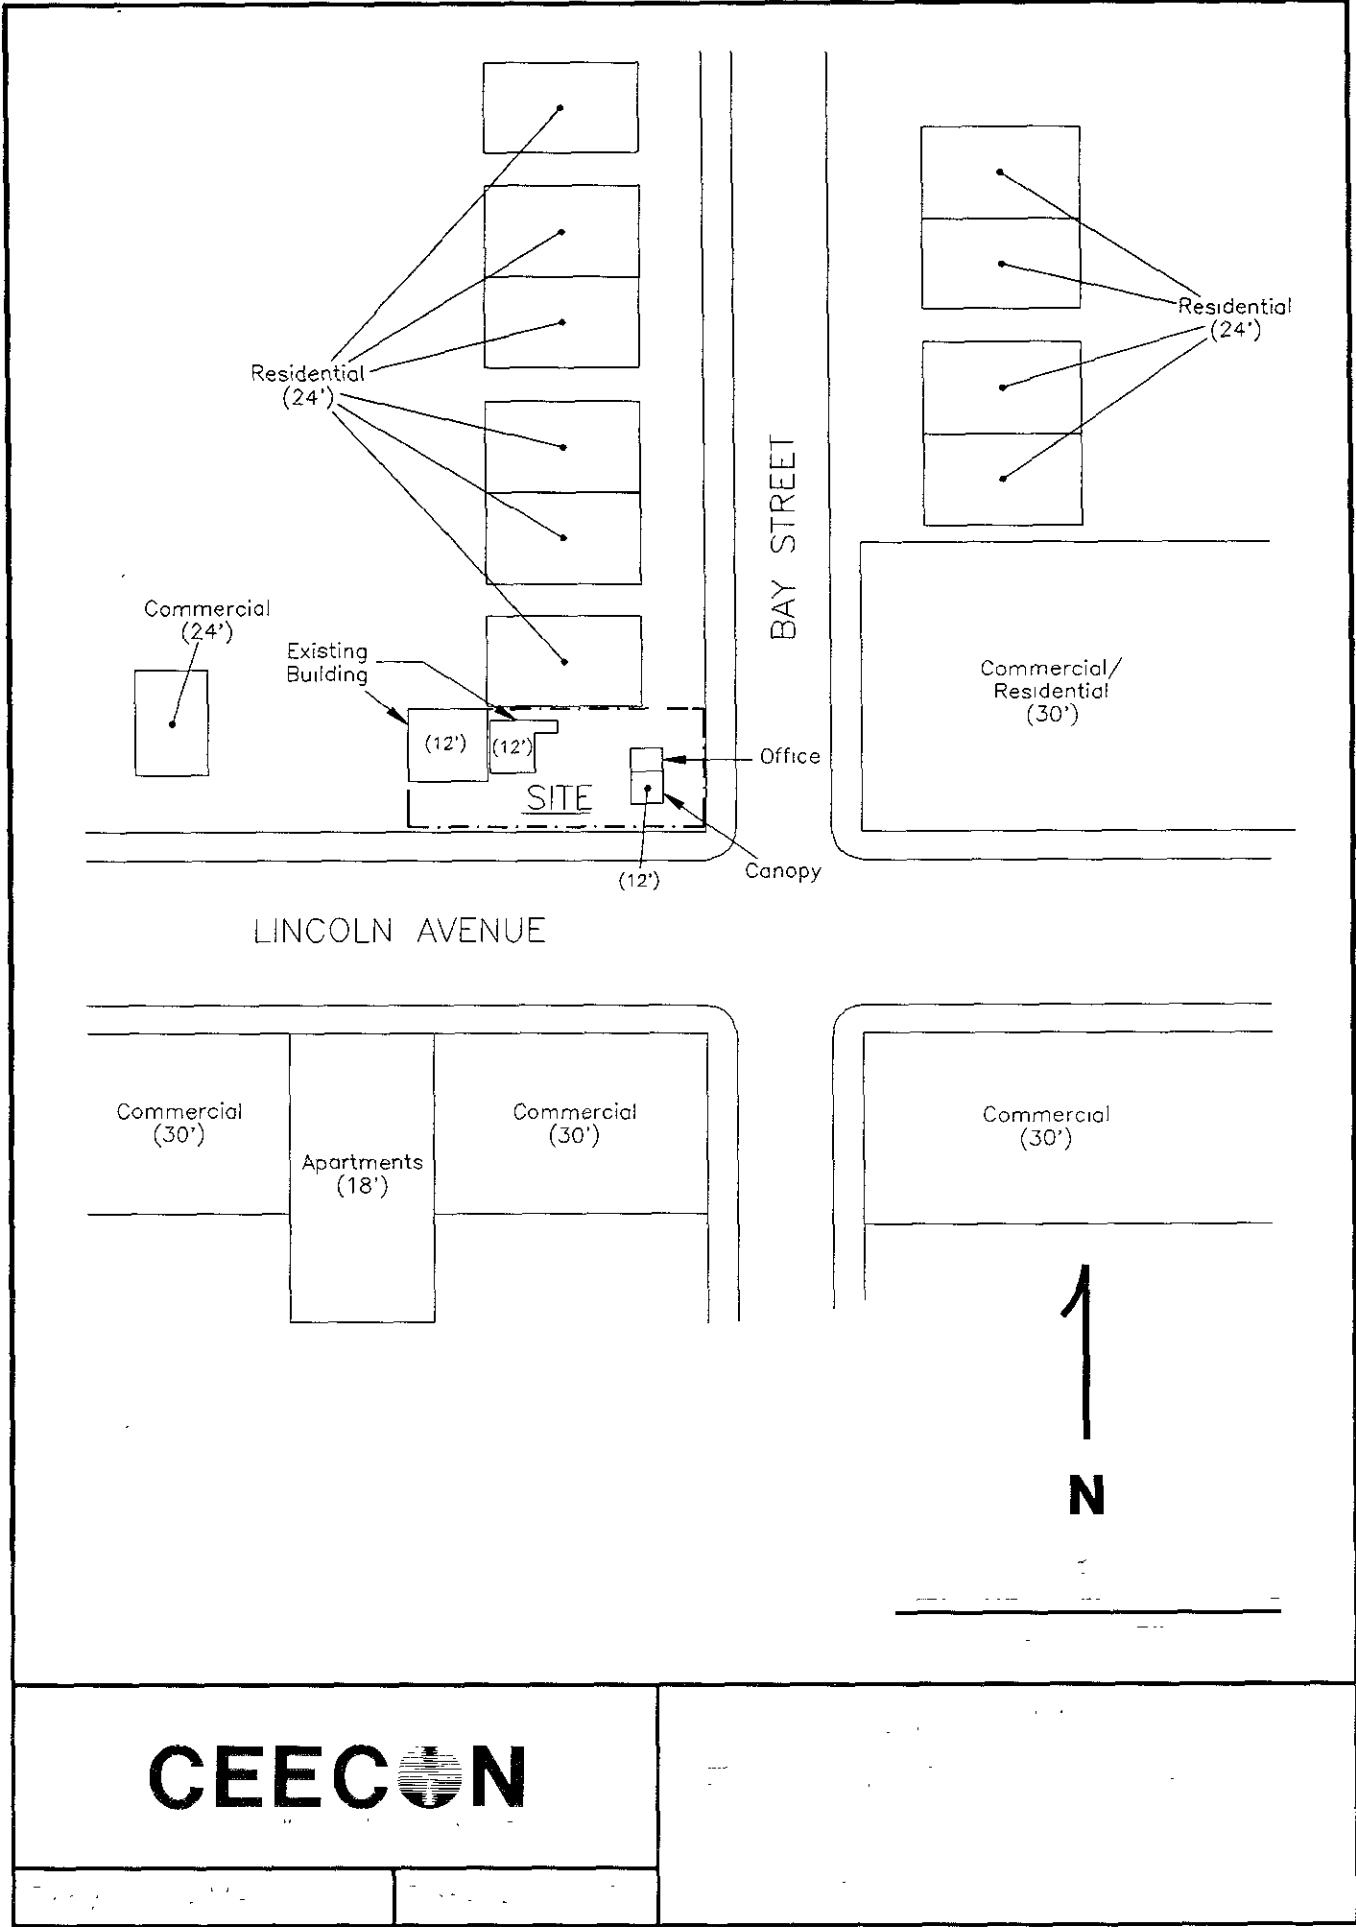 Residential
(24')
Residential
(24')
BAY STREET
Commercial
(24')
Existing
Building
Commercial/
Residential
(30')
(12')
(12')
Office
SITE
(12')
Canopy
LINCOLN AVENUE
Commercial
(30')
Commercial
(30')
Commercial
(30')
Apartments
(18')
N
CEECON